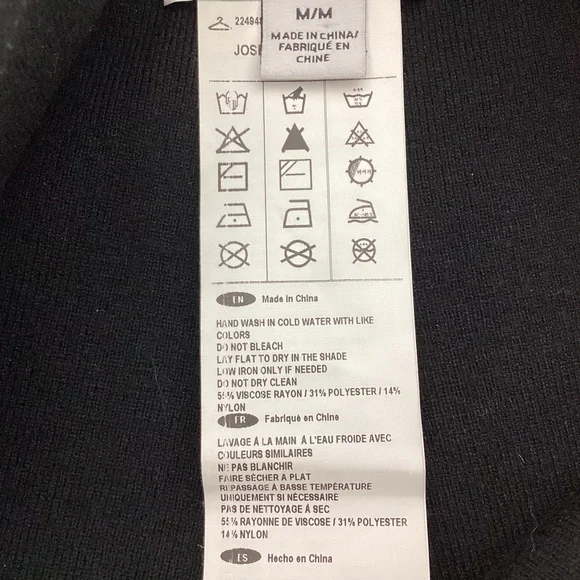 M/M
MADE IN CHINA/
FABRIQUÉ EN
CHINE
EN Made in China
HAND WASH IN COLD WATER WITH LIKE
COLORS
DO NOT BLEACH
LAY FLAT TO DRY IN THE SHADE
LOW IRON ONLY IF NEEDED
DO NOT DRY CLEAN
55% VISCOSE RAYON / 31% POLYESTER / 14%
NYLON
FR Fabriqué en Chine
LAVAGE Á LA MAIN Á L'EAU FROIDE AVEC
COULEURS SIMILAIRES
NE PAS BLANCHIR
FAIRE SÉCHER A PLAT
REPASSAGE Á BASSE TEMPÉRATURE
UNIQUEMENT SI NÉCESSAIRE
PAS DE NETTOYAGE Á SEC
55% RAYONNE DE VISCOSE / 31% POLYESTER
14% NYLON
ES Hecho en China